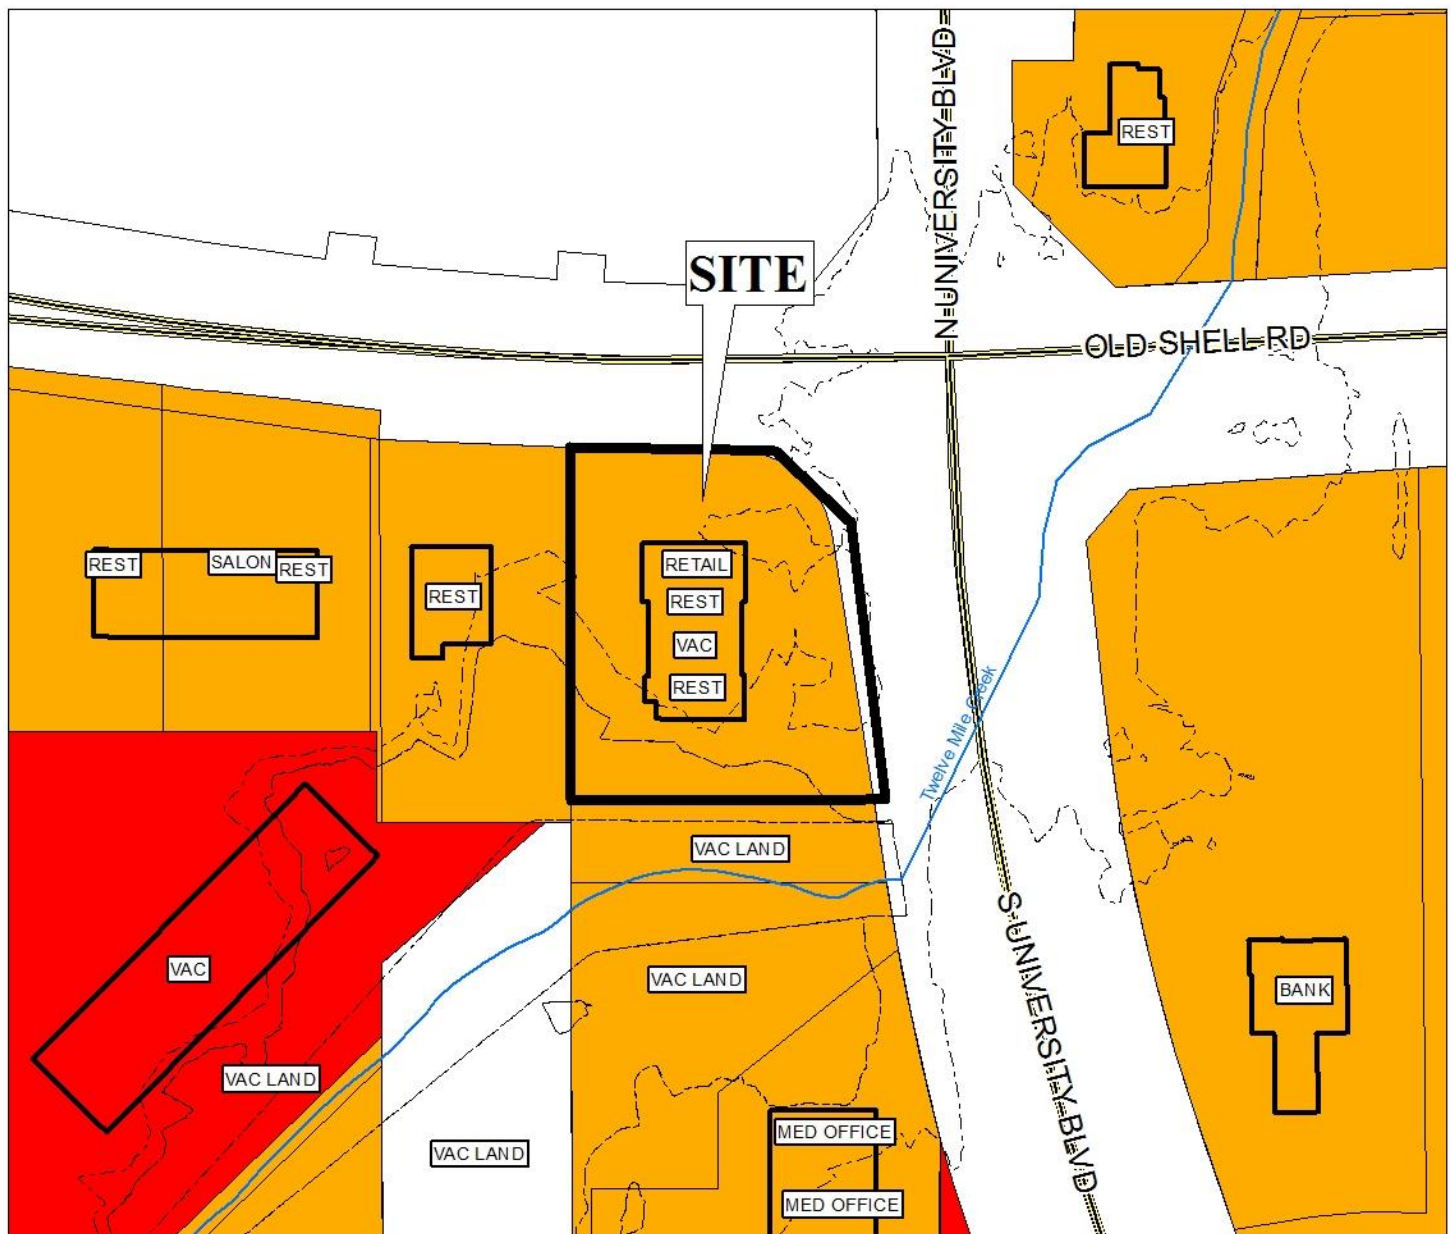 N UNIVERSITY BLVD
REST
SITE
OLD SHELL RD
REST
SALON
REST
REST
RETAIL
REST
VAC
REST
Twelve Mile Creek
VAC LAND
VAC
VAC LAND
S UNIVERSITY BLVD
BANK
VAC LAND
VAC LAND
MED OFFICE
MED OFFICE